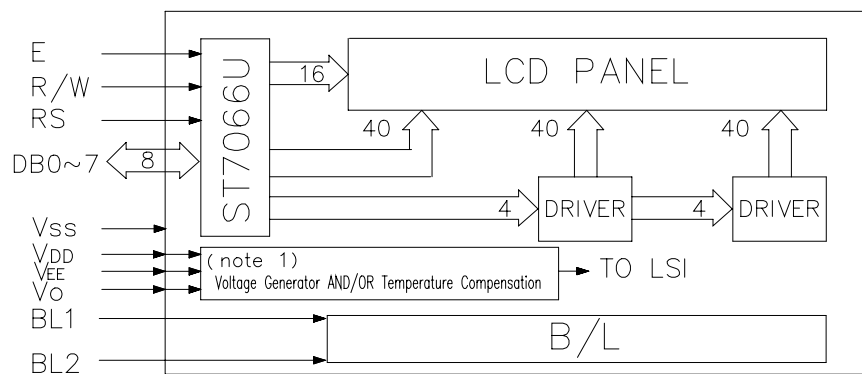 E
R/W
RS
DB0~7
8
ST7066U
16
LCD PANEL
40
40
40
4
DRIVER
4
DRIVER
VSS
VDD
VEE
VO
(note 1)
Voltage Generator AND/OR Temperature Compensation
TO LSI
BL1
BL2
B/L